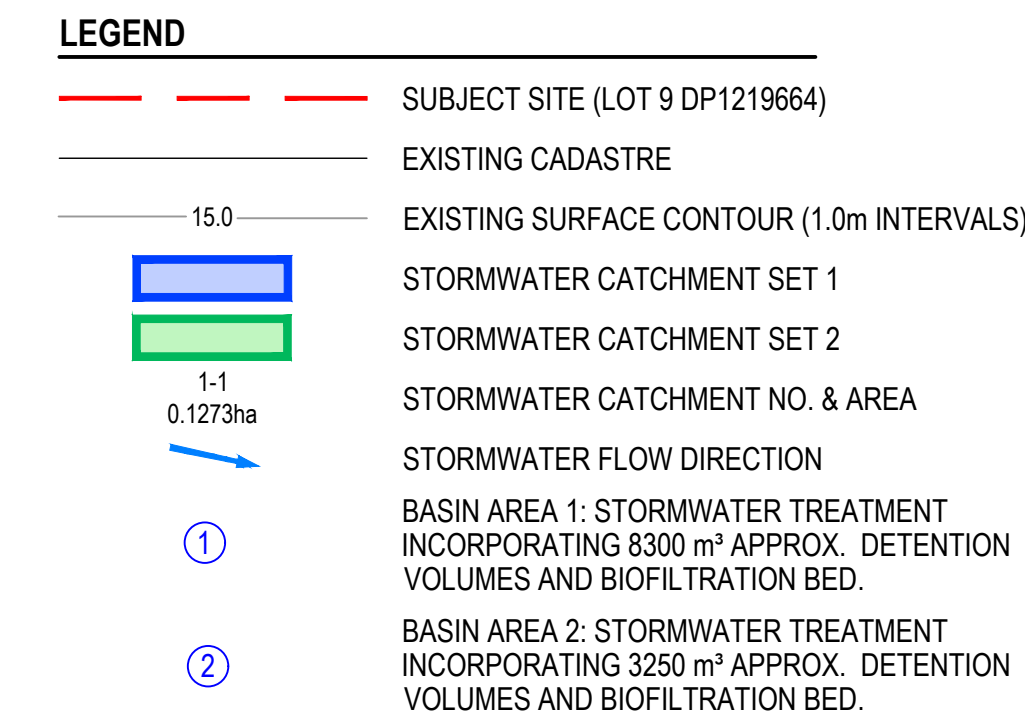 LEGEND
SUBJECT SITE (LOT 9 DP1219664)
EXISTING CADASTRE
15.0
EXISTING SURFACE CONTOUR (1.0m INTERVALS)
STORMWATER CATCHMENT SET 1
STORMWATER CATCHMENT SET 2
1-1
0.1273ha
STORMWATER CATCHMENT NO. & AREA
STORMWATER FLOW DIRECTION
1
BASIN AREA 1: STORMWATER TREATMENT
INCORPORATING 8300 m³ APPROX. DETENTION
VOLUMES AND BIOFILTRATION BED.
2
BASIN AREA 2: STORMWATER TREATMENT
INCORPORATING 3250 m³ APPROX. DETENTION
VOLUMES AND BIOFILTRATION BED.